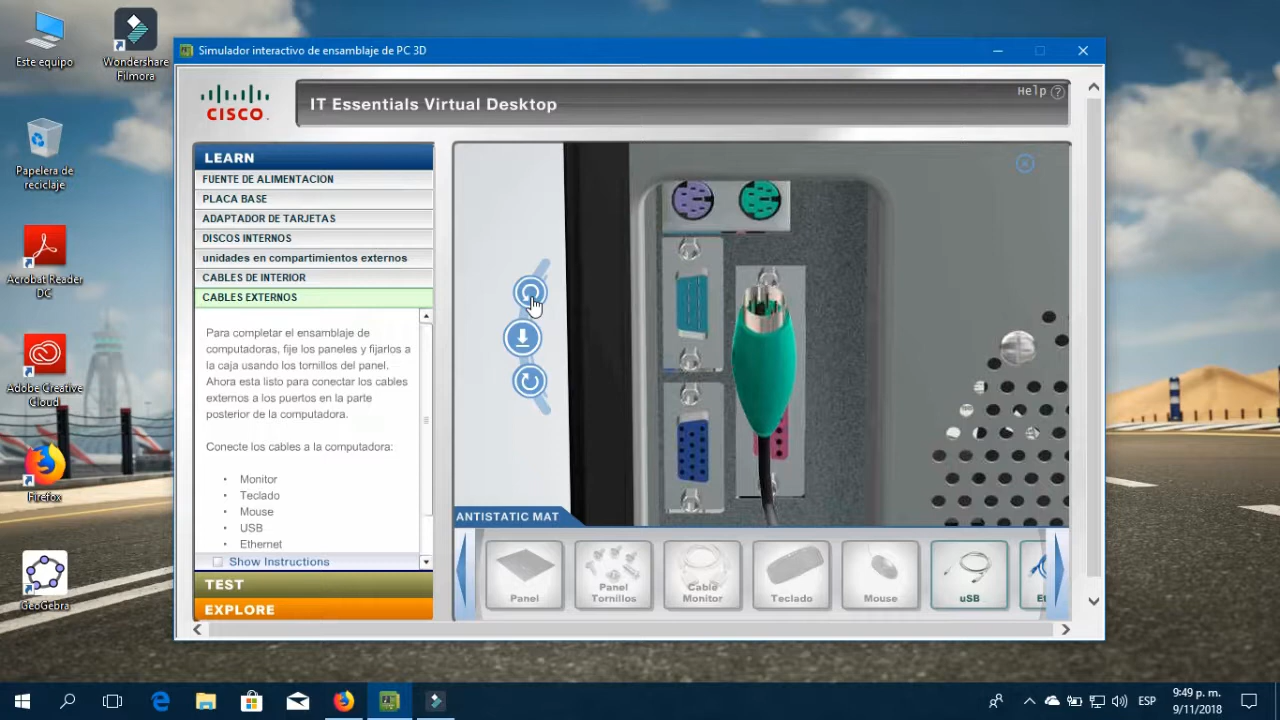 Este equipo
Wondershare
Filmora
Papelera de
reciclaje
Acrobat Reader
DC
Adobe Creative
Cloud
Firefox
GeoGebra
Simulador interactivo de ensamblaje de PC 3D
CISCO
IT Essentials Virtual Desktop
Help ?
LEARN
FUENTE DE ALIMENTACION
PLACA BASE
ADAPTADOR DE TARJETAS
DISCOS INTERNOS
unidades en compartimientos externos
CABLES DE INTERIOR
CABLES EXTERNOS
Para completar el ensamblaje de
computadoras, fije los paneles y fijarlos a
la caja usando los tornillos del panel.
Ahora esta listo para conectar los cables
externos a los puertos en la parte
posterior de la computadora.
Conecte los cables a la computadora:
• Monitor
• Teclado
• Mouse
• USB
• Ethernet
Show Instructions
TEST
EXPLORE
ANTISTATIC MAT
Panel
Panel
Tornillos
Cable
Monitor
Teclado
Mouse
uSB
ESP
9:49 p. m.
9/11/2018